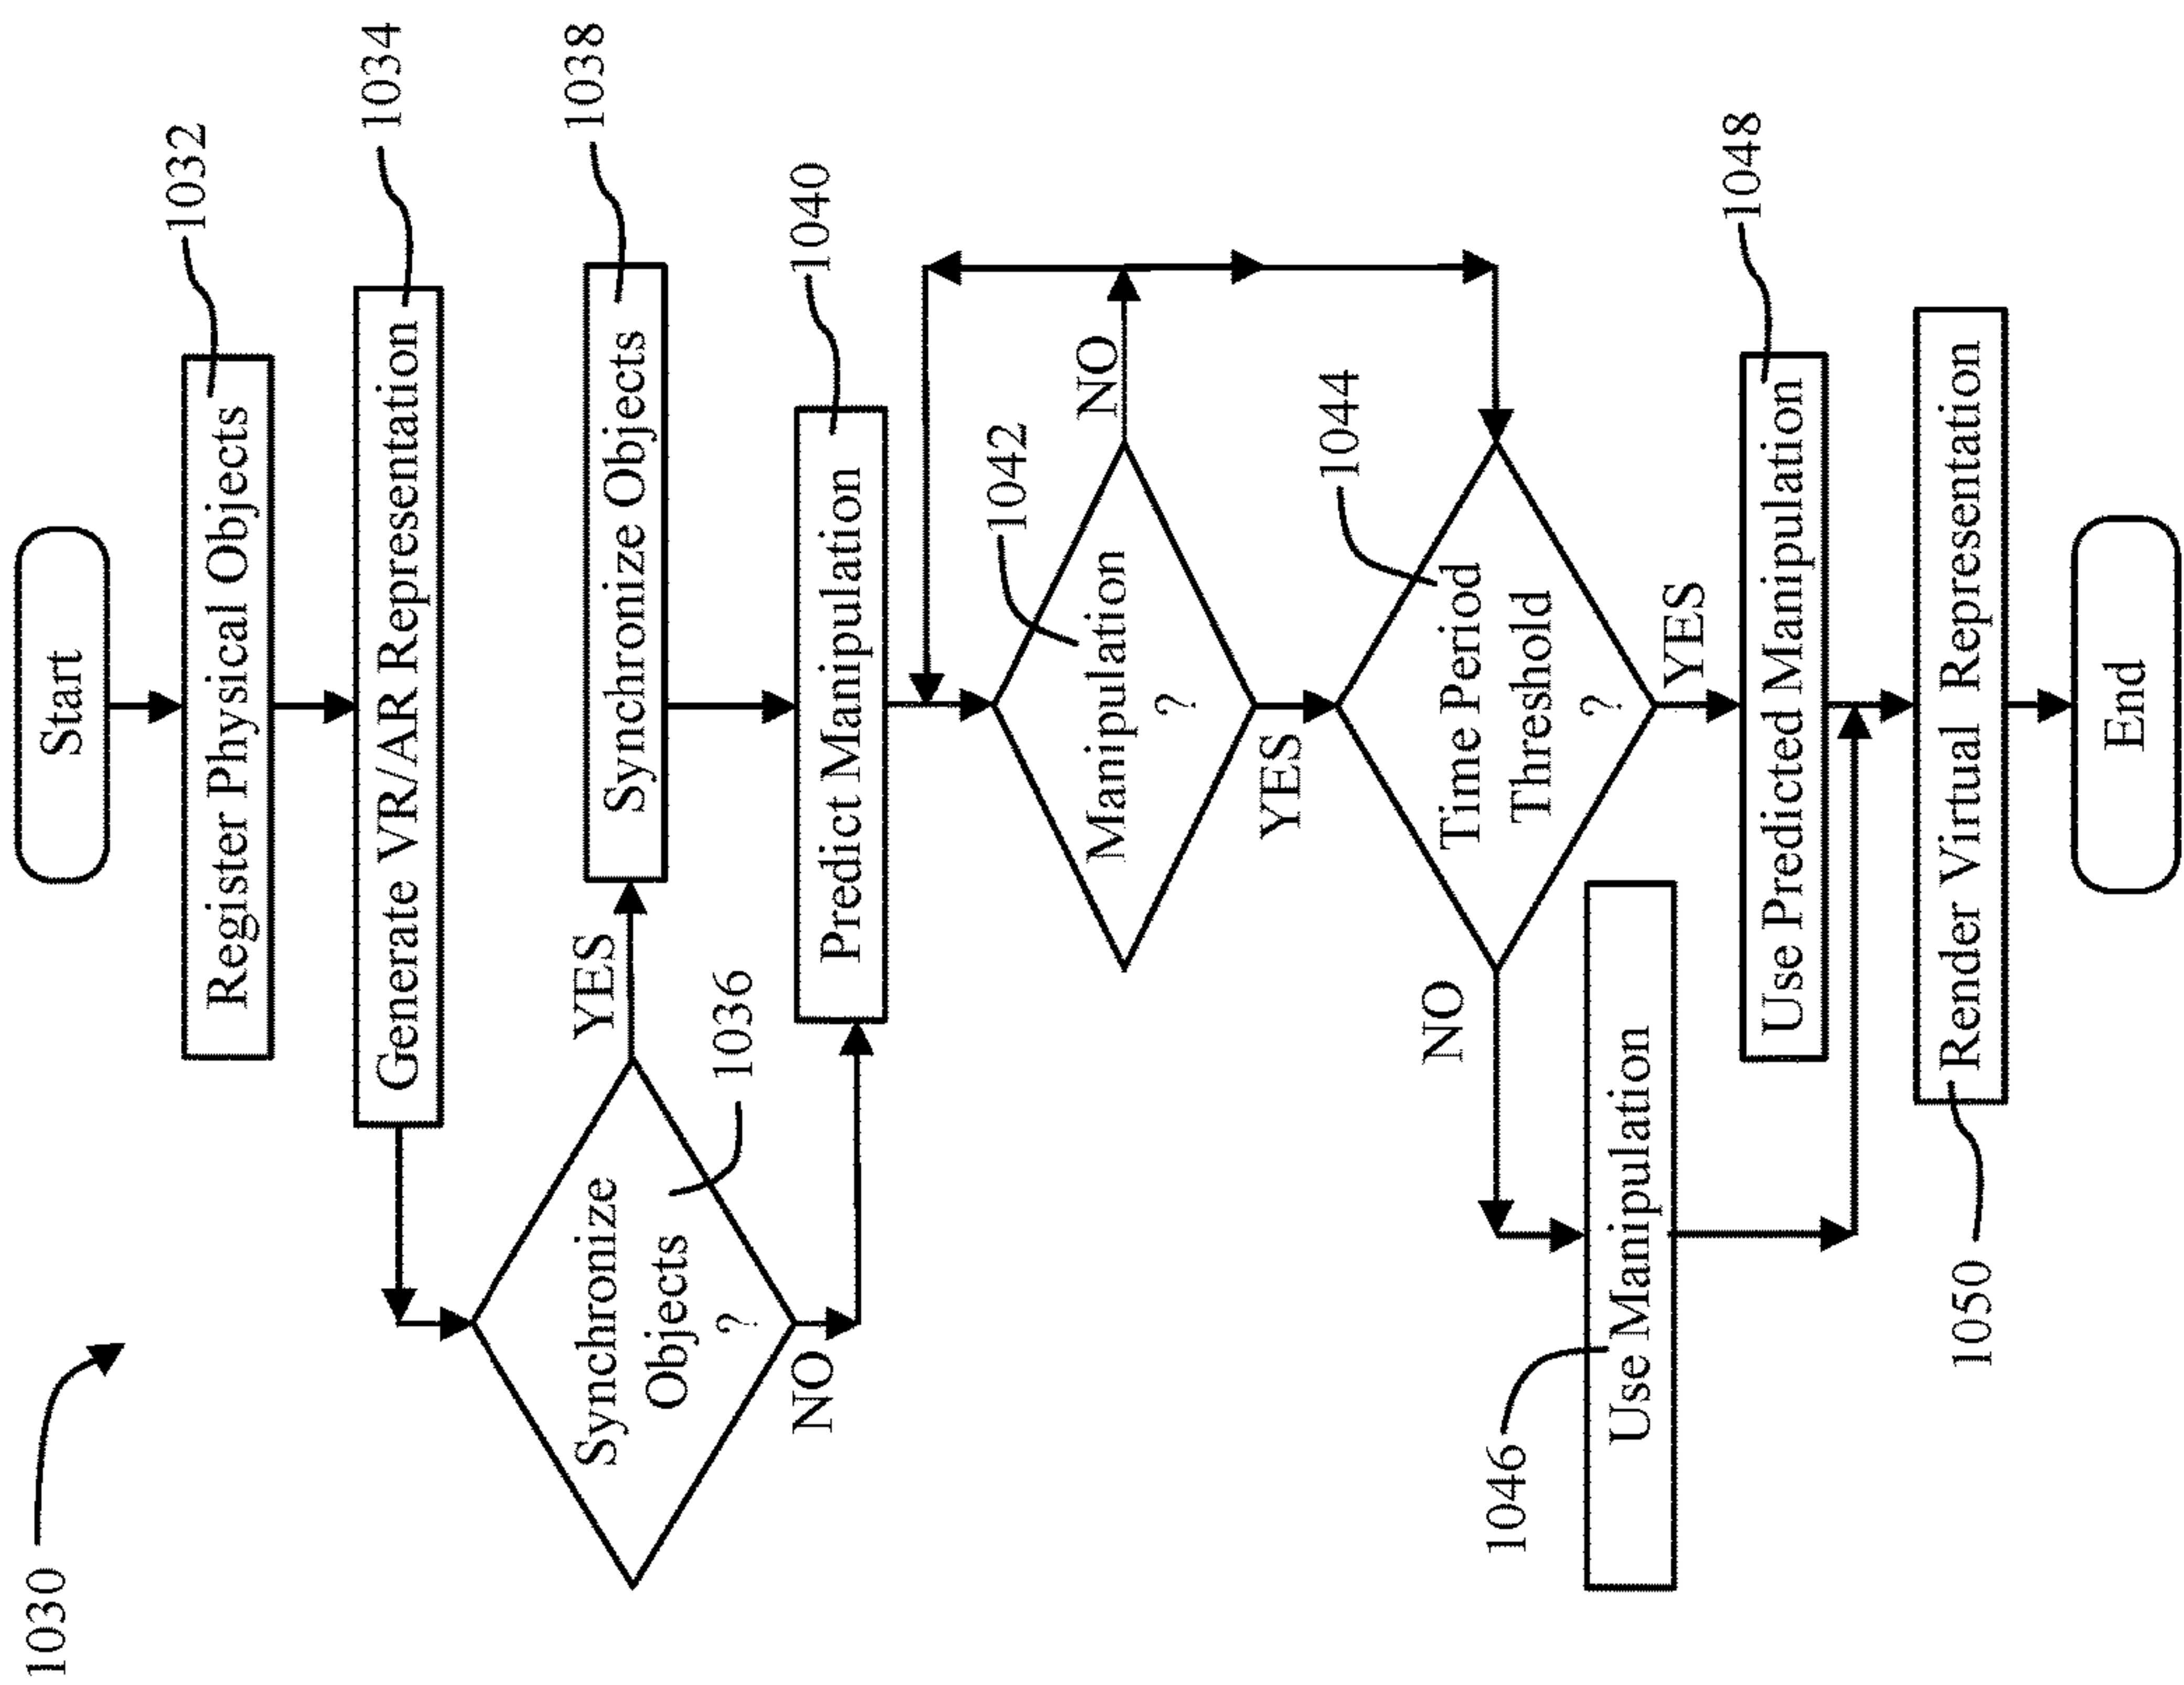 1030
Start
Register Physical Objects
1032
Generate VR/AR Representation
1034
Synchronize
Objects
?
1036
YES
NO
Synchronize Objects
1038
Predict Manipulation
1040
Manipulation
?
1042
NO
YES
Time Period
Threshold
?
1044
NO
YES
Use Manipulation
1046
Use Predicted Manipulation
1048
Render Virtual Representation
1050
End